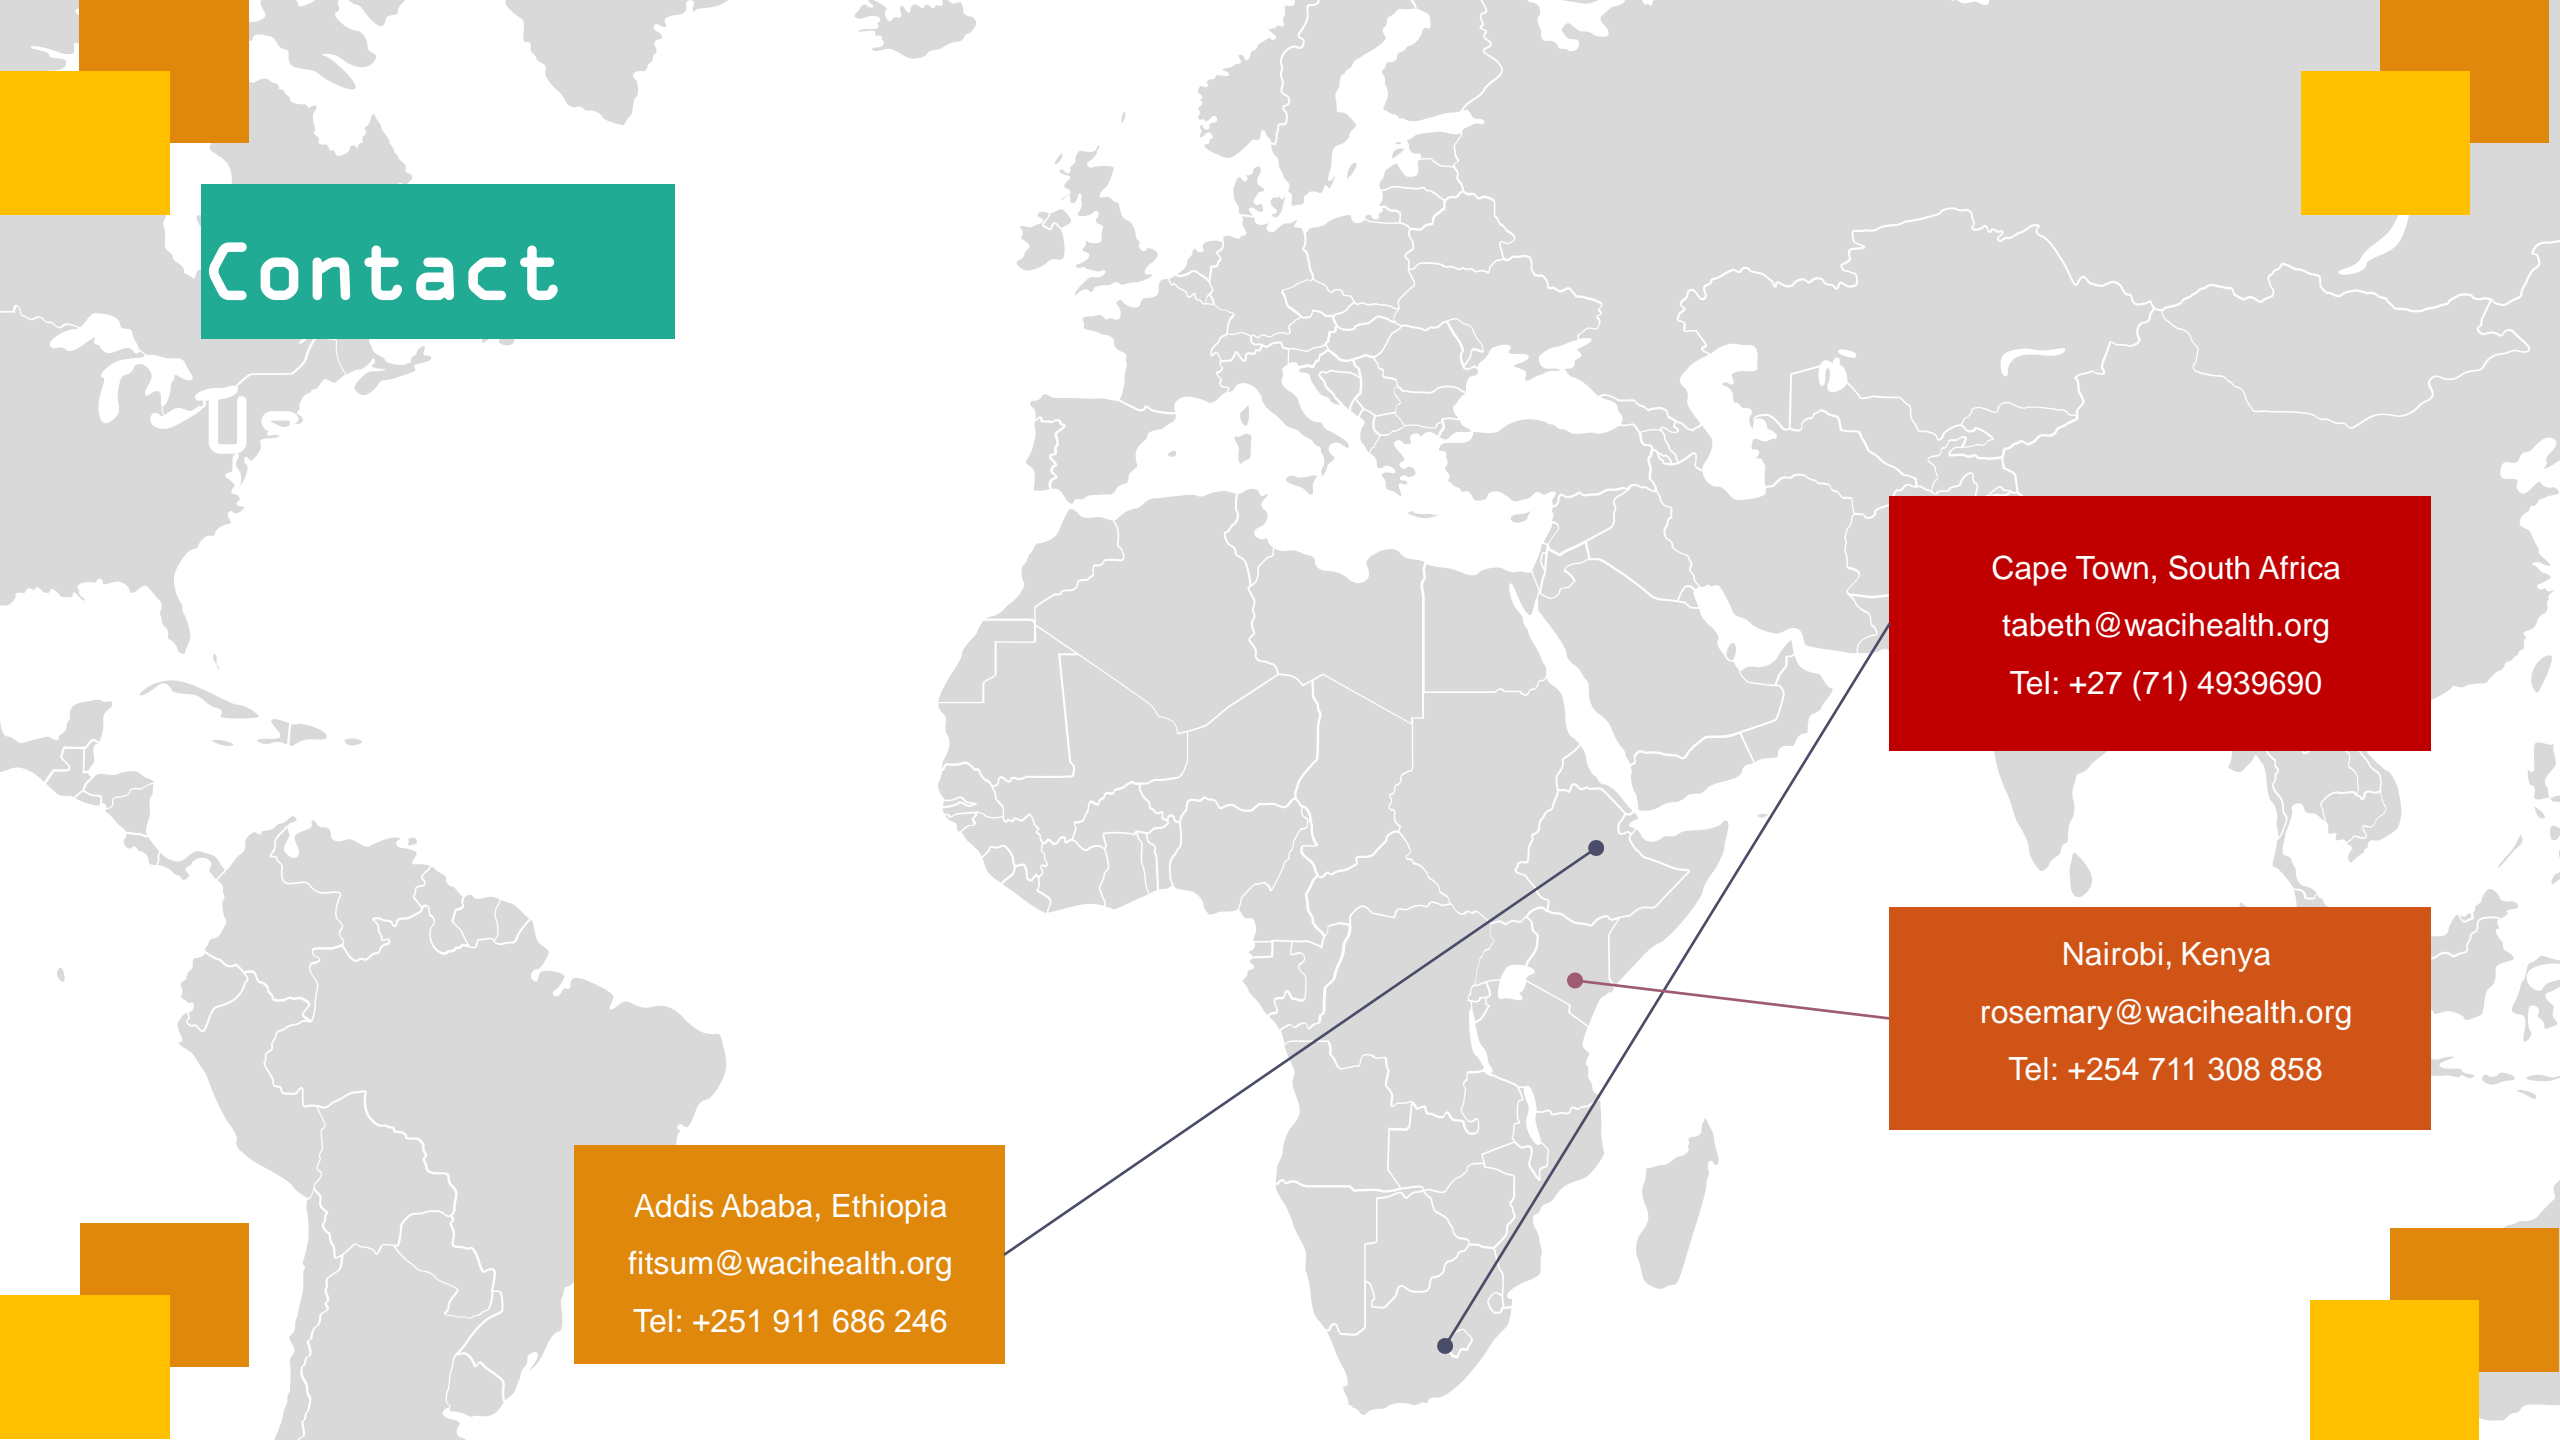 Contact
Us
Cape Town, South Africa
tabeth@wacihealth.org
Tel: +27 (71) 4939690
Nairobi, Kenya
rosemary@wacihealth.org
Tel: +254 711 308 858
Addis Ababa, Ethiopia
fitsum@wacihealth.org
Tel: +251 911 686 246